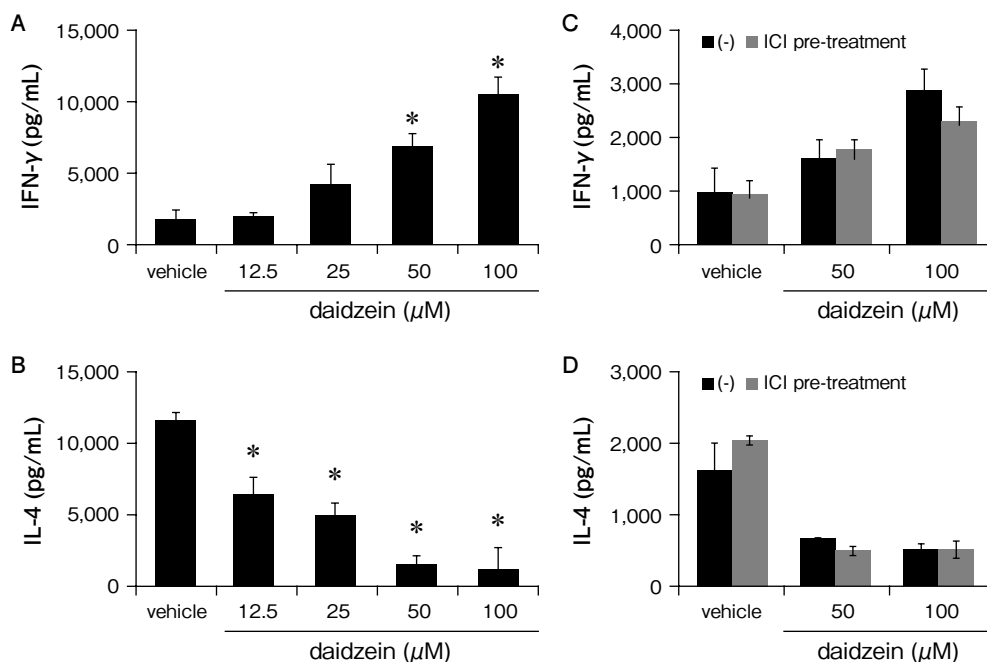 A
IFN-γ (pg/mL)
15,000
10,000
5,000
0
* *
vehicle 12.5 25 50 100
daidzein (μM)
C
IFN-γ (pg/mL)
(-) ICI pre-treatment
4,000
3,000
2,000
1,000
0
vehicle 50 100
daidzein (μM)
B
IL-4 (pg/mL)
15,000
10,000
5,000
0
* * * *
vehicle 12.5 25 50 100
daidzein (μM)
D
IL-4 (pg/mL)
(-) ICI pre-treatment
3,000
2,000
1,000
0
vehicle 50 100
daidzein (μM)